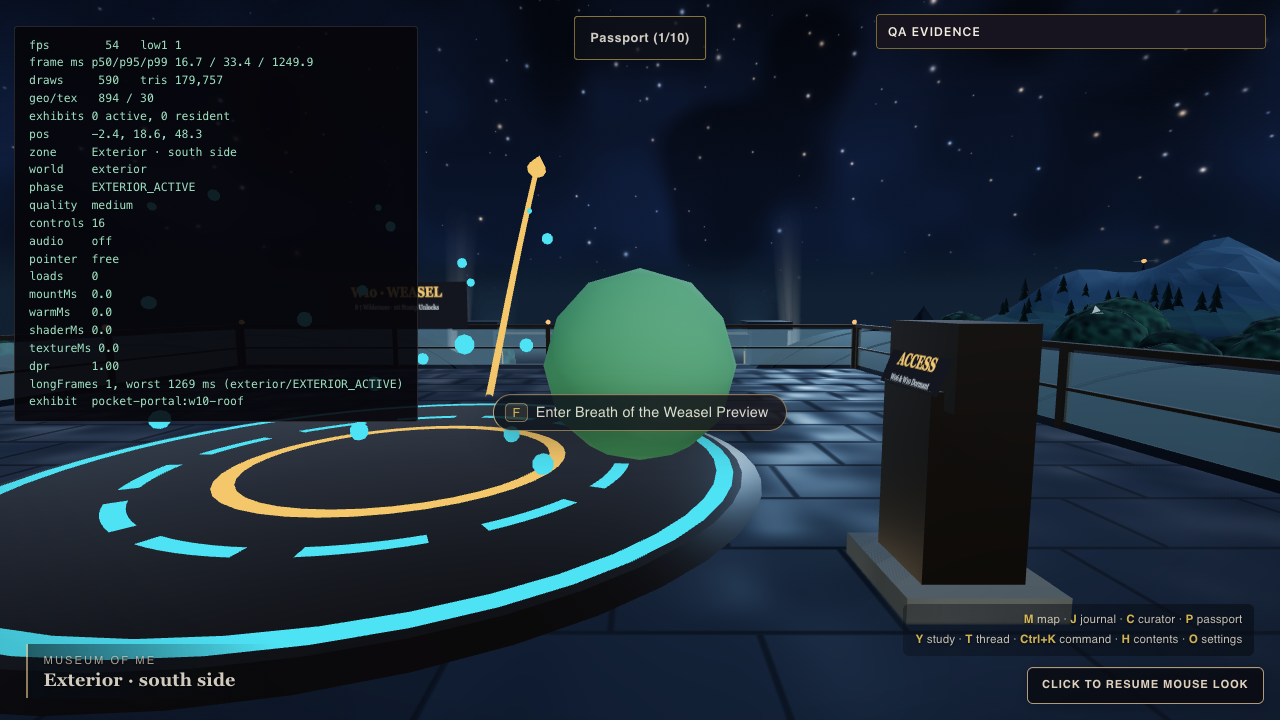 fps 54 low1 1
frame ms p50/p95/p99 16.7 / 33.4 / 1249.9
draws 590 tris 179,757
geo/tex 894 / 30
exhibits 0 active, 0 resident
pos −2.4, 18.6, 48.3
zone Exterior · south side
world exterior
phase EXTERIOR_ACTIVE
quality medium
controls 16
audio off
pointer free
loads 0
mountMs 0.0
warmMs 0.0
shaderMs 0.0
textureMs 0.0
dpr 1.00
longFrames 1, worst 1269 ms (exterior/EXTERIOR_ACTIVE)
exhibit pocket-portal:w10-roof
Passport (1/10)
QA EVIDENCE
W10 · WEASEL
Unlocks
ACCESS
Dormant
F Enter Breath of the Weasel Preview
M map · J journal · C curator · P passport
Y study · T thread · Ctrl+K command · H contents · O settings
MUSEUM OF ME
Exterior · south side
CLICK TO RESUME MOUSE LOOK